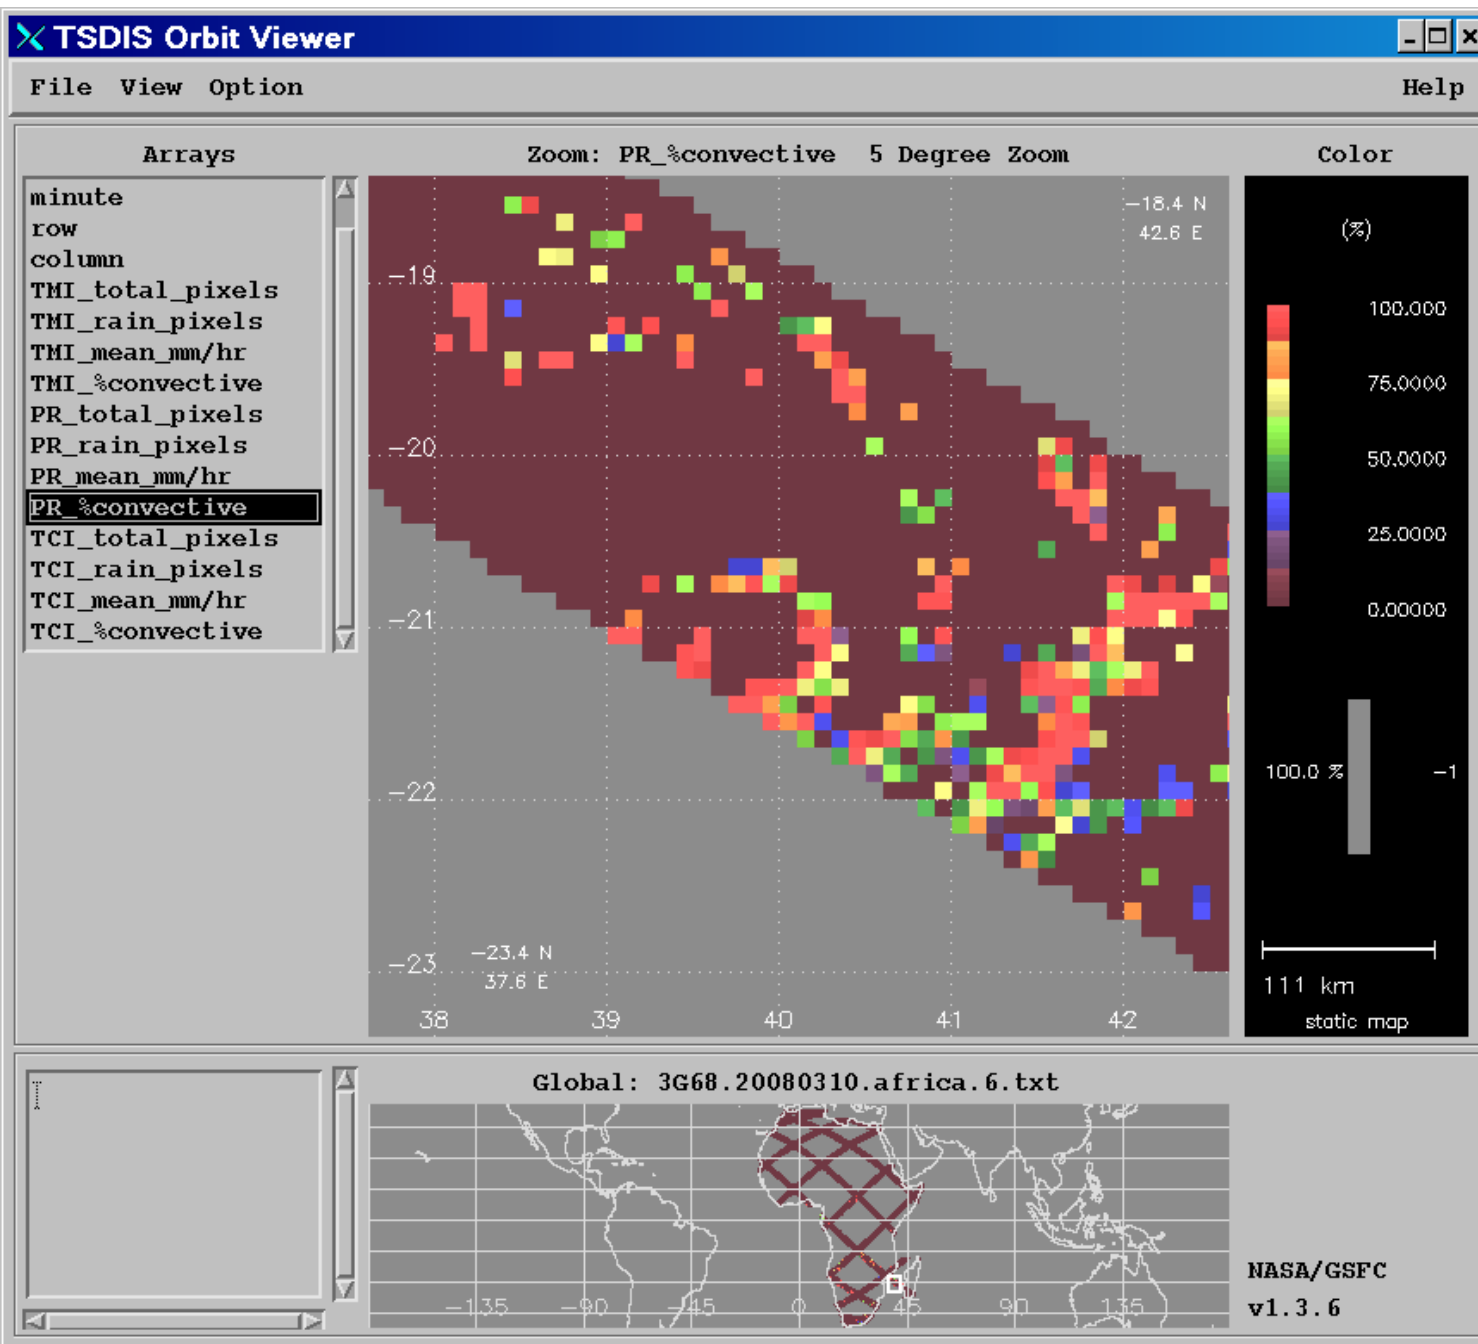 TSDIS Orbit Viewer
File View Option Help
Arrays
minute
row
column
TMI_total_pixels
TMI_rain_pixels
TMI_mean_mm/hr
TMI_%convective
PR_total_pixels
PR_rain_pixels
PR_mean_mm/hr
PR_%convective
TCI_total_pixels
TCI_rain_pixels
TCI_mean_mm/hr
TCI_%convective
Zoom: PR_%convective 5 Degree Zoom
-18.4 N
42.6 E
-19
-20
-21
-22
-23
-23.4 N
37.6 E
38 39 40 41 42
Color
(%)
100.000
75.0000
50.0000
25.0000
0.00000
100.0 % -1
111 km
static map
Global: 3G68.20080310.africa.6.txt
-135 -90 0 45 90 135
NASA/GSFC
v1.3.6